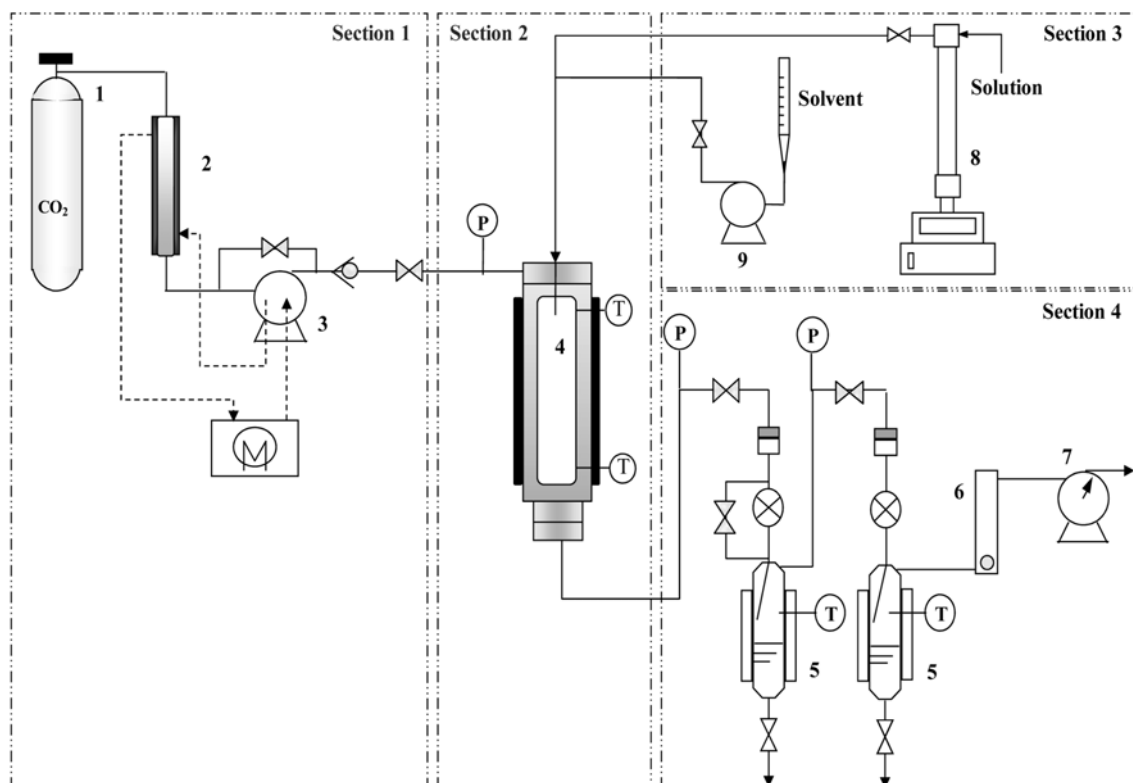 Section 1
1
CO2
2
3
Section 2
P
4
T
T
Section 3
Solvent
Solution
8
9
Section 4
P
P
6
7
T
T
5
5